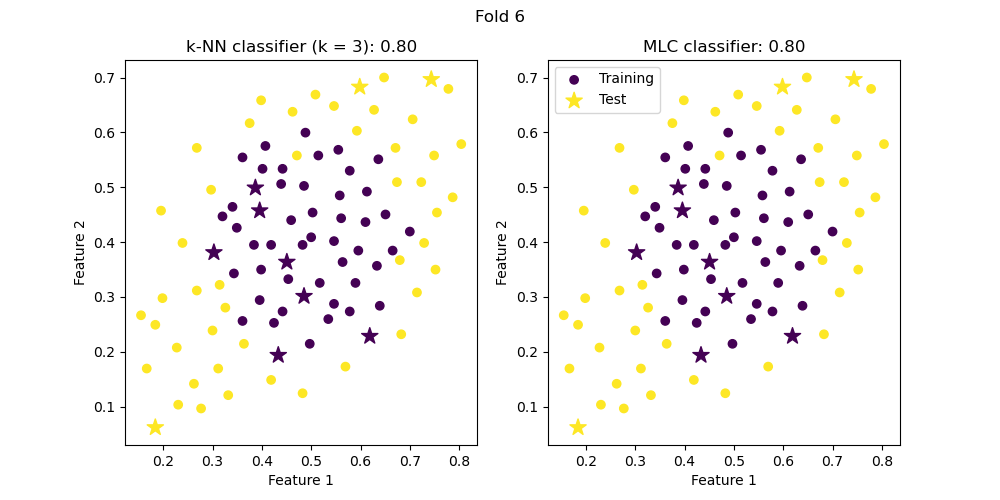 Fold 6
k-NN classifier (k = 3): 0.80
MLC classifier: 0.80
Training
Test
Feature 2
0.7
0.6
0.5
0.4
0.3
0.2
0.1
0.2 0.3 0.4 0.5 0.6 0.7 0.8
Feature 1
Feature 2
0.7
0.6
0.5
0.4
0.3
0.2
0.1
0.2 0.3 0.4 0.5 0.6 0.7 0.8
Feature 1